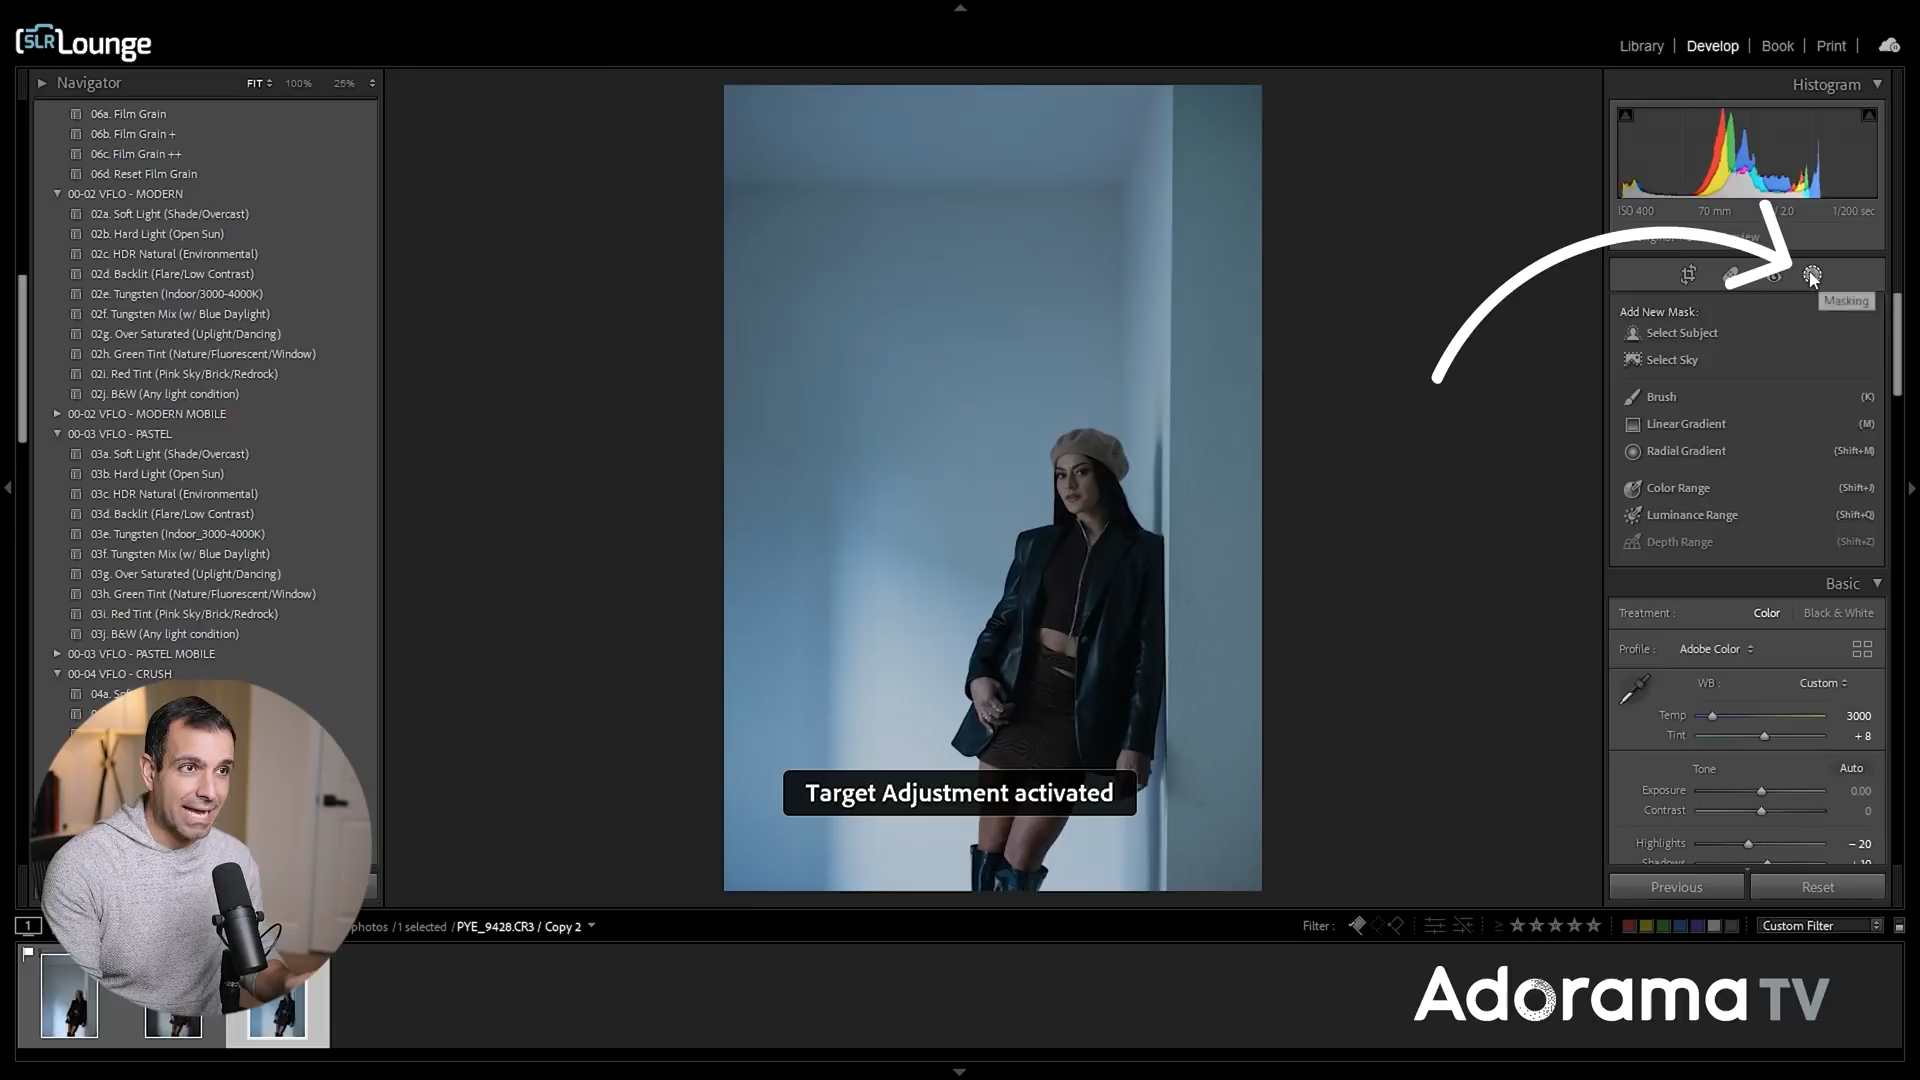 SLR Lounge
Library | Develop | Book | Print |
Navigator FIT 100% 25%
06a. Film Grain
06b. Film Grain +
06c. Film Grain ++
06d. Reset Film Grain
00-02 VFLO - MODERN
02a. Soft Light (Shade/Overcast)
02b. Hard Light (Open Sun)
02c. HDR Natural (Environmental)
02d. Backlit (Flare/Low Contrast)
02e. Tungsten (Indoor/3000-4000K)
02f. Tungsten Mix (w/ Blue Daylight)
02g. Over Saturated (Uplight/Dancing)
02h. Green Tint (Nature/Fluorescent/Window)
02i. Red Tint (Pink Sky/Brick/Redrock)
02j. B&W (Any light condition)
00-02 VFLO - MODERN MOBILE
00-03 VFLO - PASTEL
03a. Soft Light (Shade/Overcast)
03b. Hard Light (Open Sun)
03c. HDR Natural (Environmental)
03d. Backlit (Flare/Low Contrast)
03e. Tungsten (Indoor_3000-4000K)
03f. Tungsten Mix (w/ Blue Daylight)
03g. Over Saturated (Uplight/Dancing)
03h. Green Tint (Nature/Fluorescent/Window)
03i. Red Tint (Pink Sky/Brick/Redrock)
03j. B&W (Any light condition)
00-03 VFLO - PASTEL MOBILE
00-04 VFLO - CRUSH
04a.
Target Adjustment activated
Histogram
ISO 400 70 mm / 2.0 1/200 sec
Masking
Add New Mask:
Select Subject
Select Sky
Brush (K)
Linear Gradient (M)
Radial Gradient (Shift+M)
Color Range (Shift+J)
Luminance Range (Shift+Q)
Depth Range (Shift+Z)
Basic
Treatment : Color Black & White
Profile : Adobe Color
WB : Custom
Temp 3000
Tint + 8
Tone Auto
Exposure 0.00
Contrast 0
Highlights – 20
Shadows + 10
Previous Reset
1 photos / 1 selected / PYE_9428.CR3 / Copy 2 Filter : ≥ ★★★★★ Custom Filter
Adorama TV